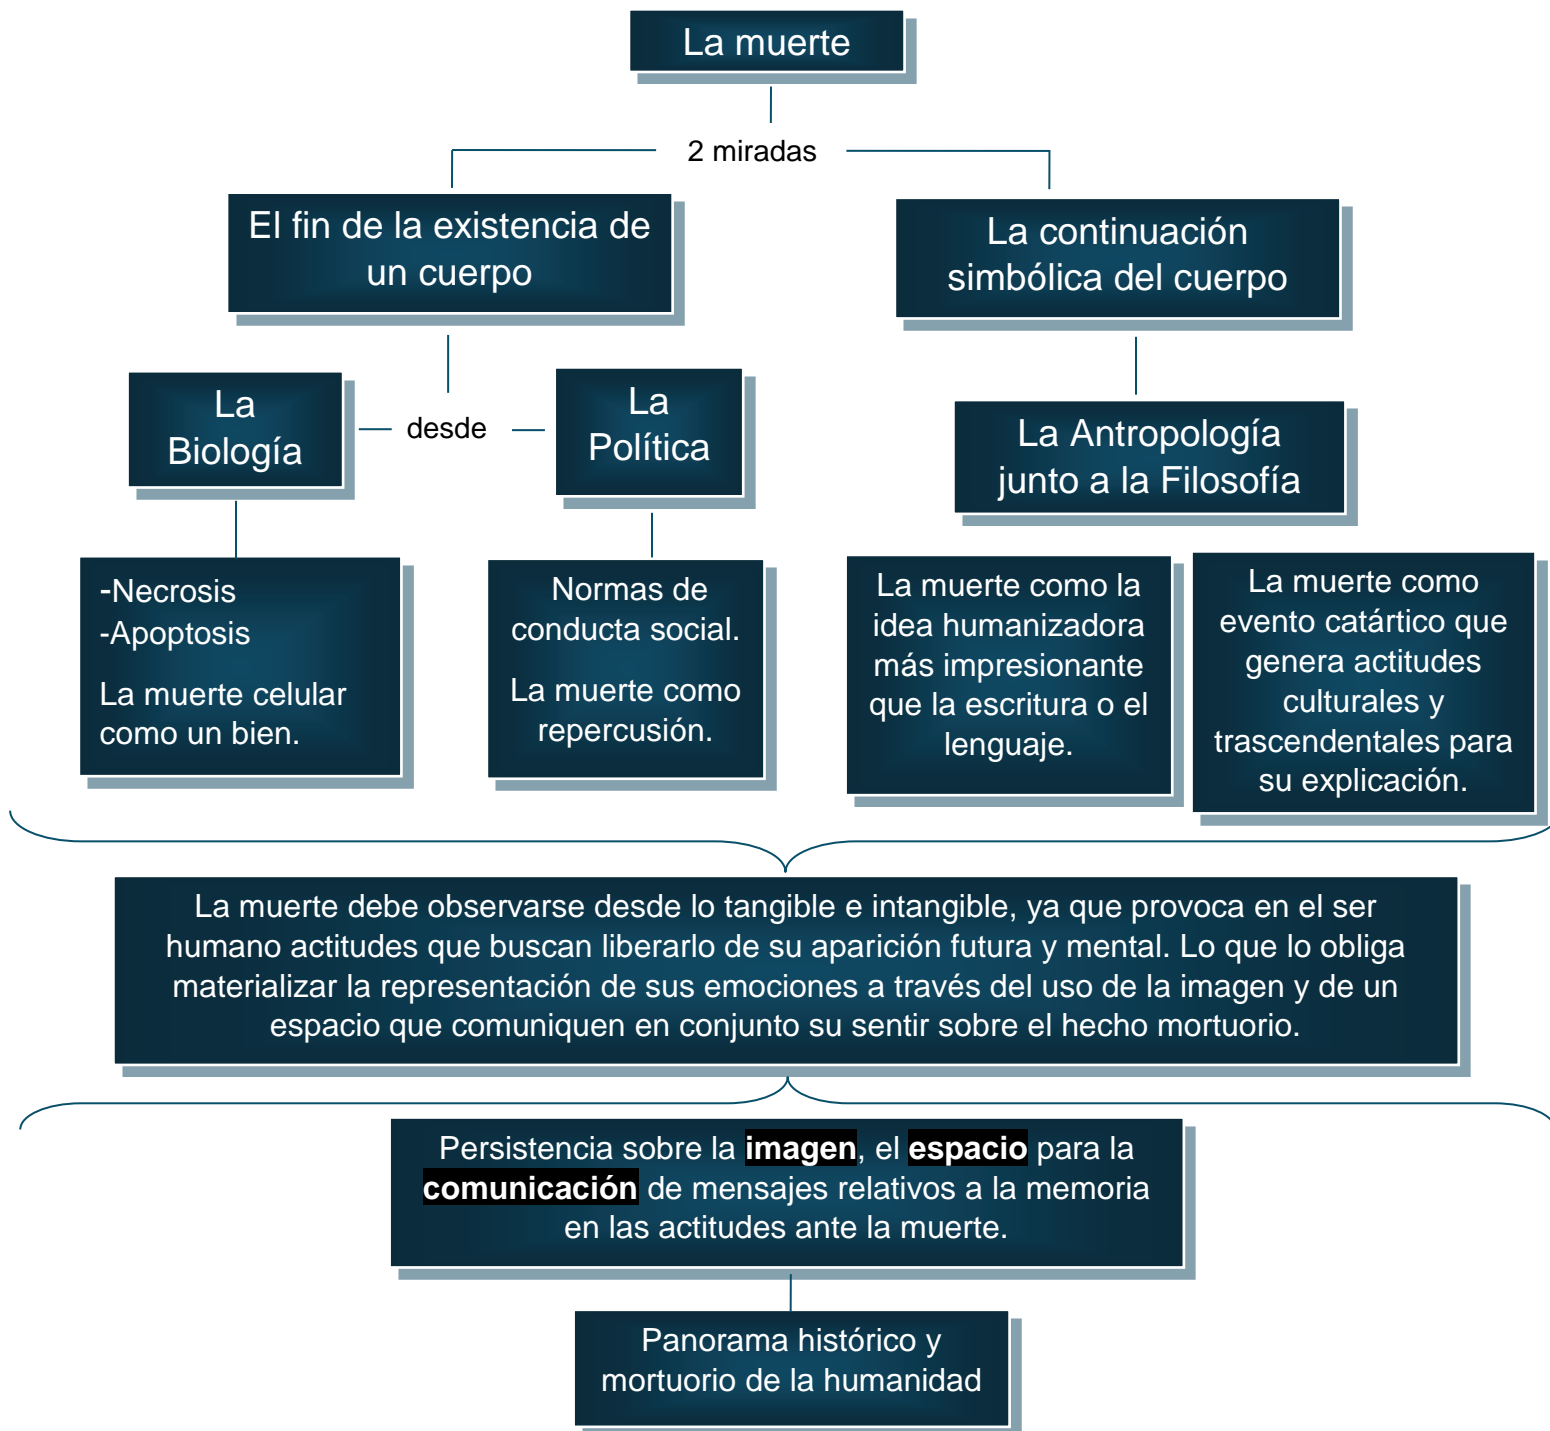 La muerte
2 miradas
El fin de la existencia de
un cuerpo
La continuación
simbólica del cuerpo
La
Biología
desde
La
Política
La Antropología
junto a la Filosofía
-Necrosis
-Apoptosis
La muerte celular
como un bien.
Normas de
conducta social.
La muerte como
repercusión.
La muerte como la
idea humanizadora
más impresionante
que la escritura o el
lenguaje.
La muerte como
evento catártico que
genera actitudes
culturales y
trascendentales para
su explicación.
La muerte debe observarse desde lo tangible e intangible, ya que provoca en el ser
humano actitudes que buscan liberarlo de su aparición futura y mental. Lo que lo obliga
materializar la representación de sus emociones a través del uso de la imagen y de un
espacio que comuniquen en conjunto su sentir sobre el hecho mortuorio.
Persistencia sobre la imagen, el espacio para la
comunicación de mensajes relativos a la memoria
en las actitudes ante la muerte.
Panorama histórico y
mortuorio de la humanidad